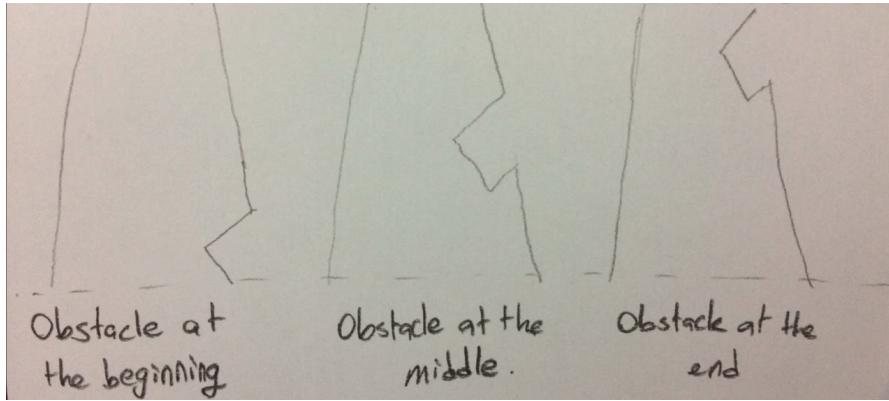 Obstacle at
the beginning
Obstacle at the
middle.
Obstacle at the
end